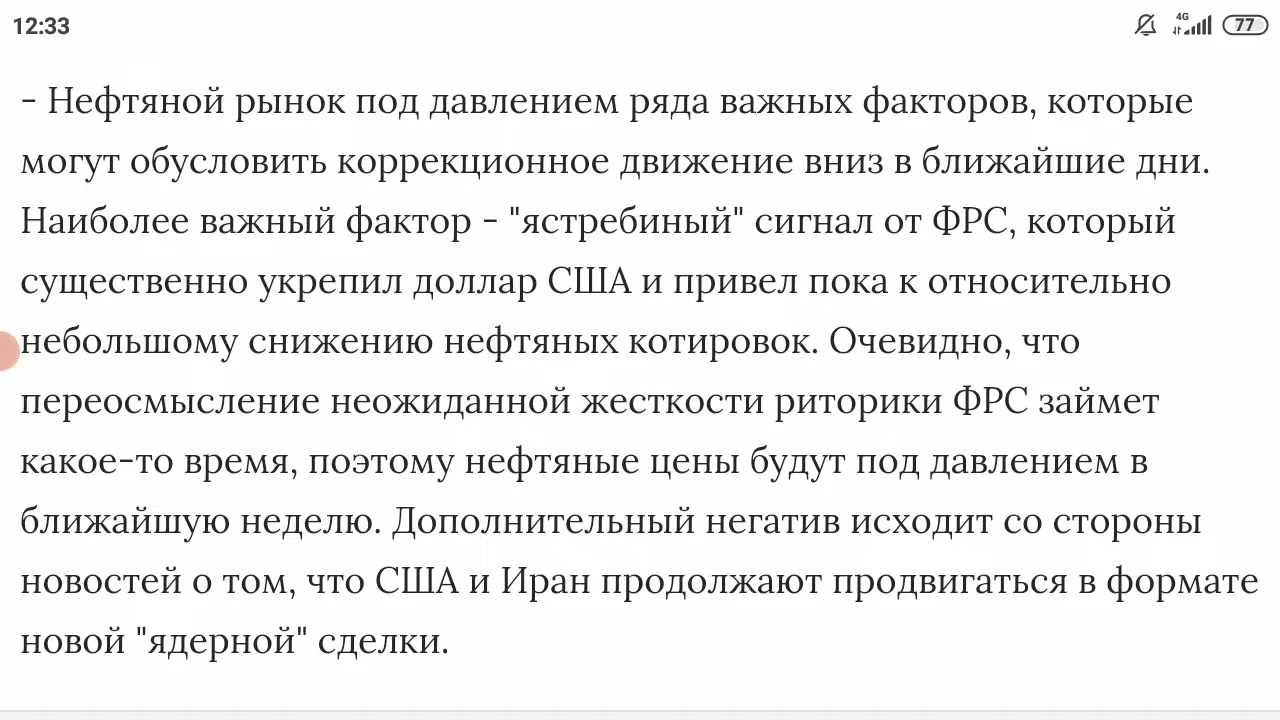 12:33
4G
77
- Нефтяной рынок под давлением ряда важных факторов, которые
могут обусловить коррекционное движение вниз в ближайшие дни.
Наиболее важный фактор - "ястребиный" сигнал от ФРС, который
существенно укрепил доллар США и привел пока к относительно
небольшому снижению нефтяных котировок. Очевидно, что
переосмысление неожиданной жесткости риторики ФРС займет
какое-то время, поэтому нефтяные цены будут под давлением в
ближайшую неделю. Дополнительный негатив исходит со стороны
новостей о том, что США и Иран продолжают продвигаться в формате
новой "ядерной" сделки.